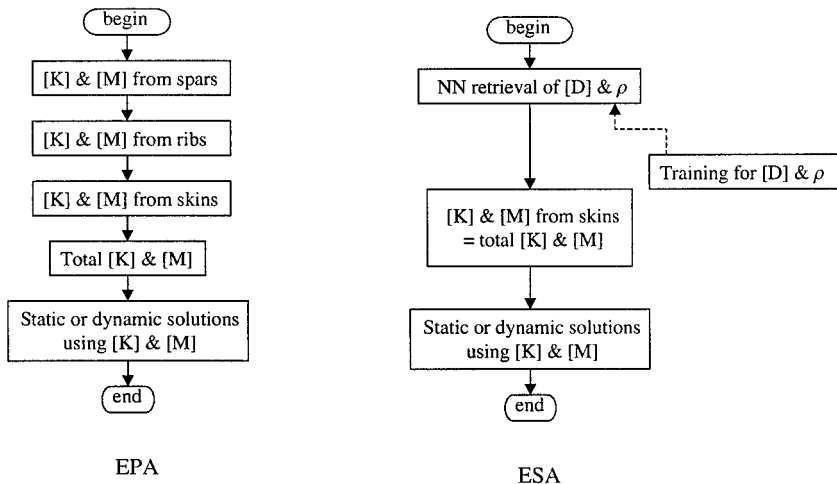 begin
[K] & [M] from spars
[K] & [M] from ribs
[K] & [M] from skins
Total [K] & [M]
Static or dynamic solutions
using [K] & [M]
end
EPA
begin
NN retrieval of [D] & ρ
Training for [D] & ρ
[K] & [M] from skins
= total [K] & [M]
Static or dynamic solutions
using [K] & [M]
end
ESA